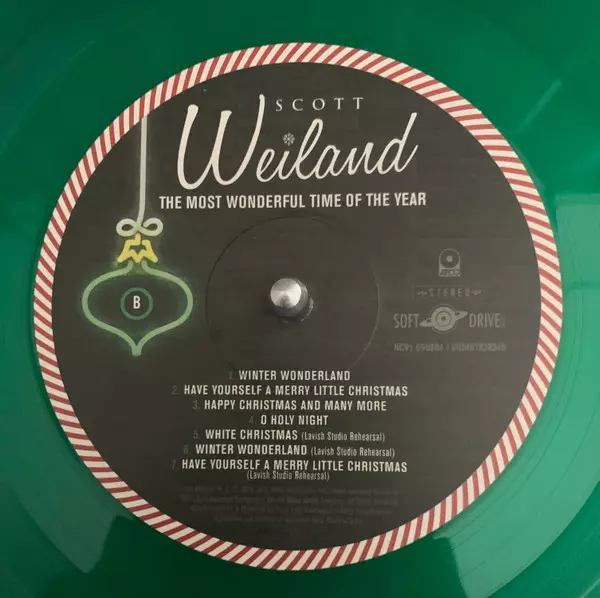 SCOTT
Weiland
THE MOST WONDERFUL TIME OF THE YEAR
B
STEREO
SOFT DRIVE
1. WINTER WONDERLAND
2. HAVE YOURSELF A MERRY LITTLE CHRISTMAS
3. HAPPY CHRISTMAS AND MANY MORE
4. O HOLY NIGHT
5. WHITE CHRISTMAS (Lavish Studio Rehearsal)
6. WINTER WONDERLAND (Lavish Studio Rehearsal)
7. HAVE YOURSELF A MERRY LITTLE CHRISTMAS
(Lavish Studio Rehearsal)